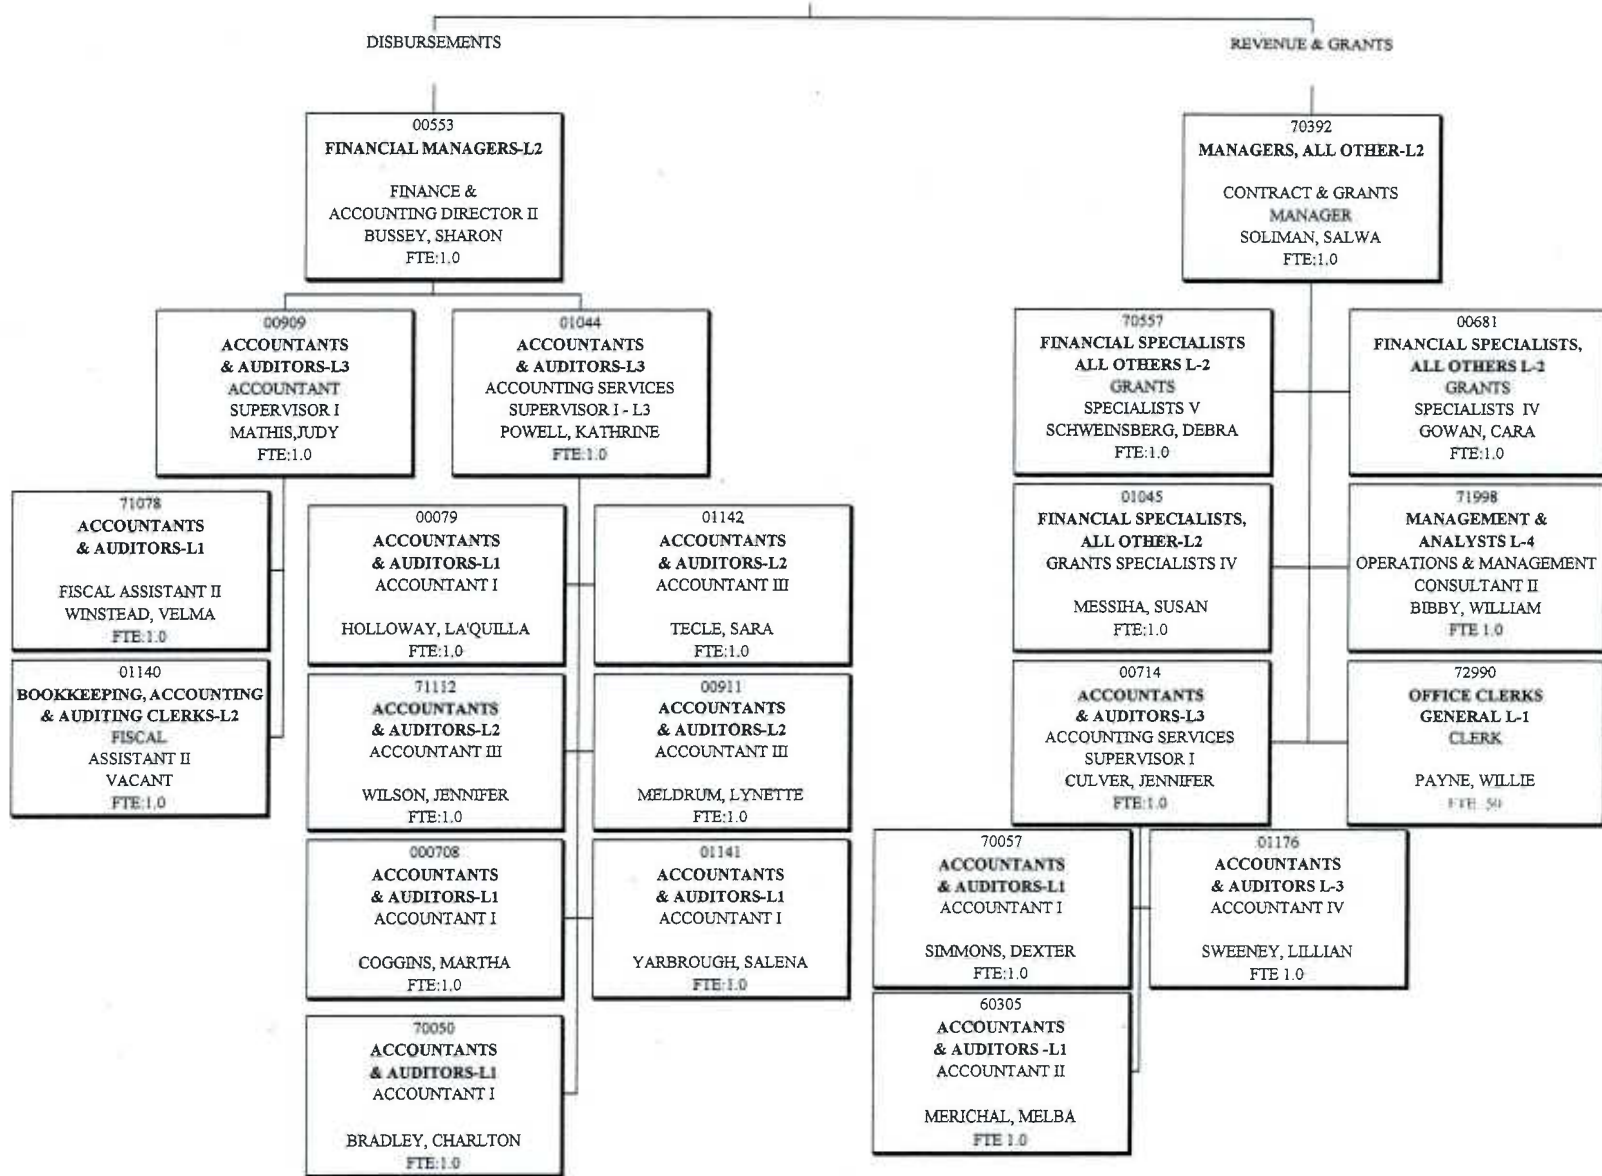 DISBURSEMENTS
REVENUE & GRANTS
00553
FINANCIAL MANAGERS-L2
FINANCE &
ACCOUNTING DIRECTOR II
BUSSEY, SHARON
FTE:1.0
70392
MANAGERS, ALL OTHER-L2
CONTRACT & GRANTS
MANAGER
SOLIMAN, SALWA
FTE:1.0
00909
ACCOUNTANTS
& AUDITORS-L3
ACCOUNTANT
SUPERVISOR I
MATHIS,JUDY
FTE:1.0
01044
ACCOUNTANTS
& AUDITORS-L3
ACCOUNTING SERVICES
SUPERVISOR I - L3
POWELL, KATHRINE
FTE:1.0
70557
FINANCIAL SPECIALISTS
ALL OTHERS L-2
GRANTS
SPECIALISTS V
SCHWEINSBERG, DEBRA
FTE:1.0
00681
FINANCIAL SPECIALISTS,
ALL OTHERS L-2
GRANTS
SPECIALISTS IV
GOWAN, CARA
FTE:1.0
71078
ACCOUNTANTS
& AUDITORS-L1
FISCAL ASSISTANT II
WINSTEAD, VELMA
FTE:1.0
00079
ACCOUNTANTS
& AUDITORS-L1
ACCOUNTANT I
HOLLOWAY, LA'QUILLA
FTE:1.0
01142
ACCOUNTANTS
& AUDITORS-L2
ACCOUNTANT III
TECLE, SARA
FTE:1.0
01045
FINANCIAL SPECIALISTS,
ALL OTHER-L2
GRANTS SPECIALISTS IV
MESSIHA, SUSAN
FTE:1.0
71998
MANAGEMENT &
ANALYSTS L-4
OPERATIONS & MANAGEMENT
CONSULTANT II
BIBBY, WILLIAM
FTE 1.0
01140
BOOKKEEPING, ACCOUNTING
& AUDITING CLERKS-L2
FISCAL
ASSISTANT II
VACANT
FTE:1.0
71112
ACCOUNTANTS
& AUDITORS-L2
ACCOUNTANT III
WILSON, JENNIFER
FTE:1.0
00911
ACCOUNTANTS
& AUDITORS-L2
ACCOUNTANT III
MELDRUM, LYNETTE
FTE:1.0
00714
ACCOUNTANTS
& AUDITORS-L3
ACCOUNTING SERVICES
SUPERVISOR I
CULVER, JENNIFER
FTE:1.0
72990
OFFICE CLERKS
GENERAL L-1
CLERK
PAYNE, WILLIE
FTE .50
000708
ACCOUNTANTS
& AUDITORS-L1
ACCOUNTANT I
COGGINS, MARTHA
FTE:1.0
01141
ACCOUNTANTS
& AUDITORS-L1
ACCOUNTANT I
YARBROUGH, SALENA
FTE:1.0
70057
ACCOUNTANTS
& AUDITORS-L1
ACCOUNTANT I
SIMMONS, DEXTER
FTE:1.0
01176
ACCOUNTANTS
& AUDITORS L-3
ACCOUNTANT IV
SWEENEY, LILLIAN
FTE 1.0
70050
ACCOUNTANTS
& AUDITORS-L1
ACCOUNTANT I
BRADLEY, CHARLTON
FTE:1.0
60305
ACCOUNTANTS
& AUDITORS -L1
ACCOUNTANT II
MERICHAL, MELBA
FTE 1.0